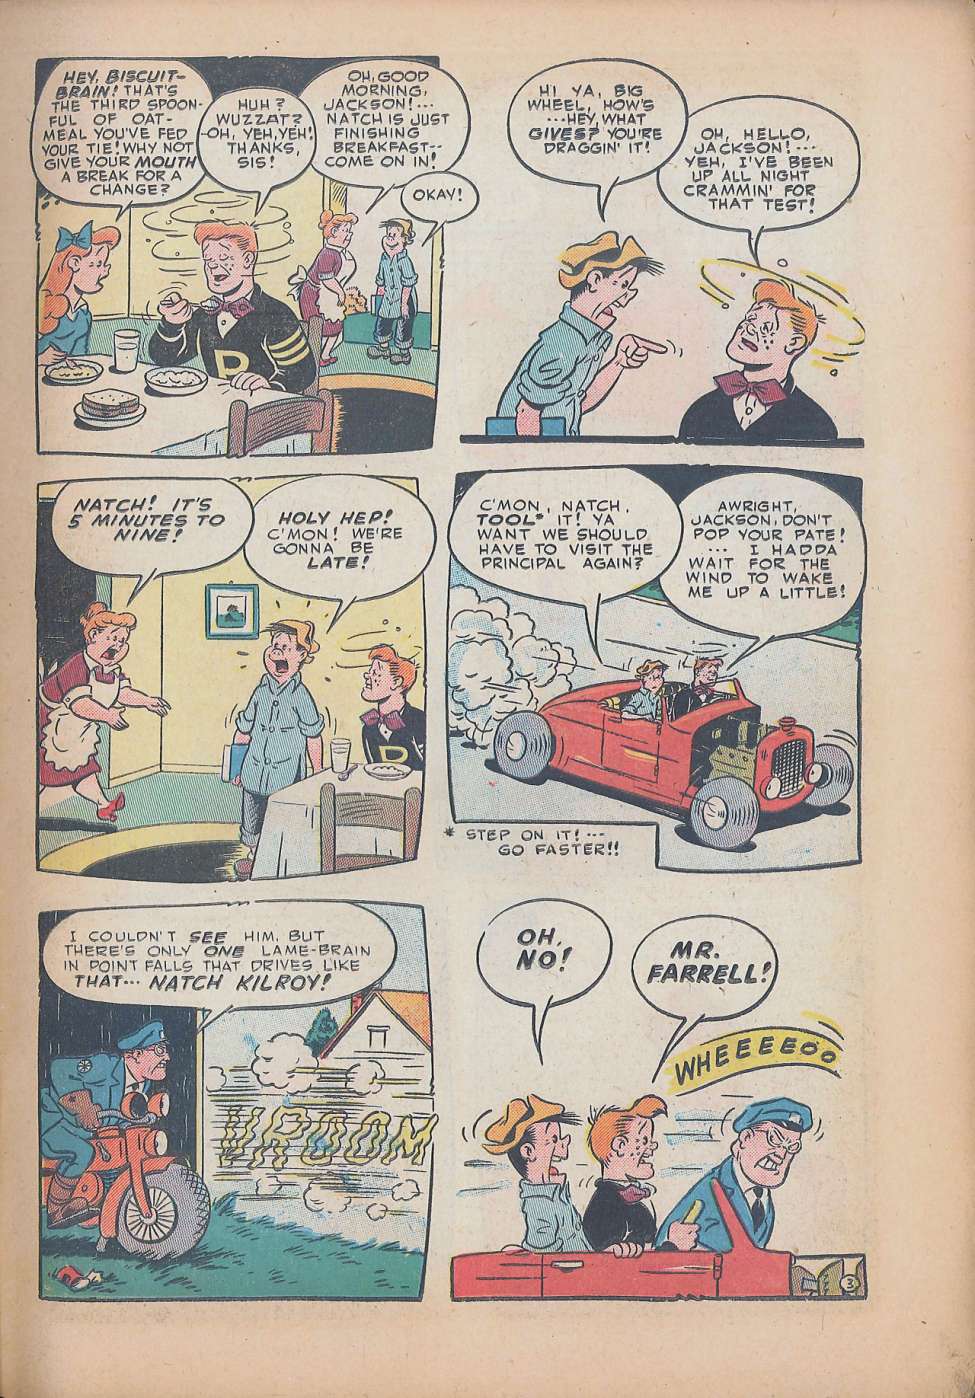 HEY, BISCUIT-
BRAIN! THAT'S
THE THIRD SPOON-
FUL OF OAT-
MEAL YOU'VE FED
YOUR TIE! WHY NOT
GIVE YOUR MOUTH
A BREAK FOR A
CHANGE?
HUH?
WUZZAT?
-OH, YEH, YEH!
THANKS,
SIS!
OH, GOOD
MORNING,
JACKSON!...
NATCH IS JUST
FINISHING
BREAKFAST--
COME ON IN!
OKAY!
D
HI YA, BIG
WHEEL, HOW'S
...HEY, WHAT
GIVES? YOU'RE
DRAGGIN' IT!
OH, HELLO,
JACKSON!...
YEH, I'VE BEEN
UP ALL NIGHT
CRAMMIN' FOR
THAT TEST!
NATCH! IT'S
5 MINUTES TO
NINE!
HOLY HEP!
C'MON! WE'RE
GONNA BE
LATE!
D
C'MON, NATCH,
TOOL* IT! YA
WANT WE SHOULD
HAVE TO VISIT THE
PRINCIPAL AGAIN?
AWRIGHT,
JACKSON, DON'T
POP YOUR PATE!
... I HADDA
WAIT FOR THE
WIND TO WAKE
ME UP A LITTLE!
* STEP ON IT! ...
GO FASTER!!
I COULDN'T SEE HIM, BUT
THERE'S ONLY ONE LAME-BRAIN
IN POINT FALLS THAT DRIVES LIKE
THAT... NATCH KILROY!
VROOM
OH,
NO!
MR.
FARRELL!
WHEEEEEOO
3